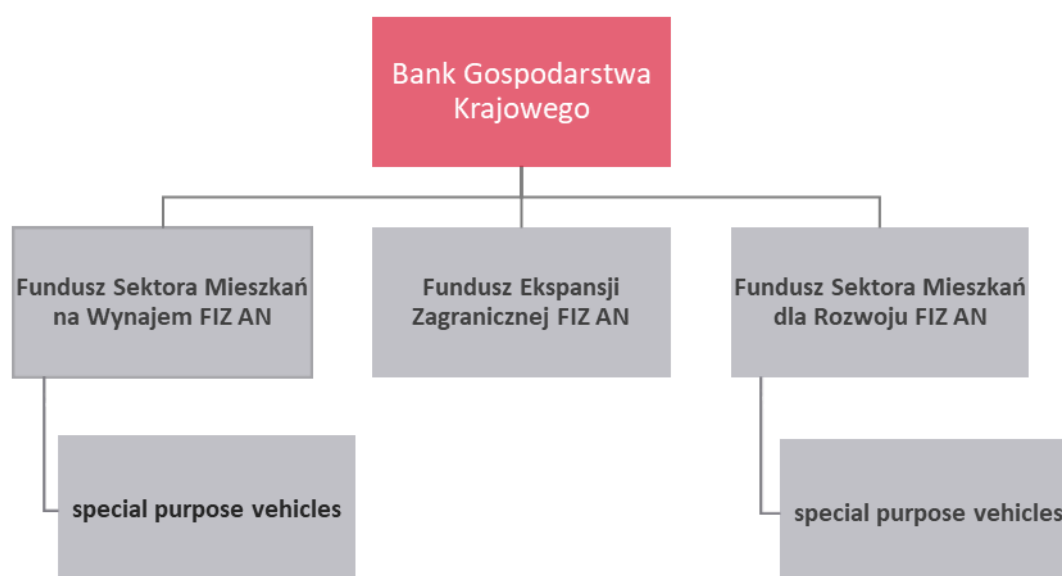 Bank Gospodarstwa
Krajowego
Fundusz Sektora Mieszkań
na Wynajem FIZ AN
Fundusz Ekspansji
Zagranicznej FIZ AN
Fundusz Sektora Mieszkań
dla Rozwoju FIZ AN
special purpose vehicles
special purpose vehicles